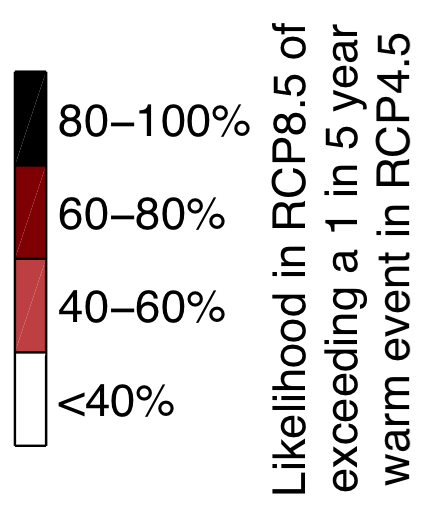 80–100%
60–80%
40–60%
<40%
Likelihood in RCP8.5 of
exceeding a 1 in 5 year
warm event in RCP4.5